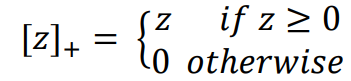 [z]₊ = {z if z ≥ 0
0 otherwise